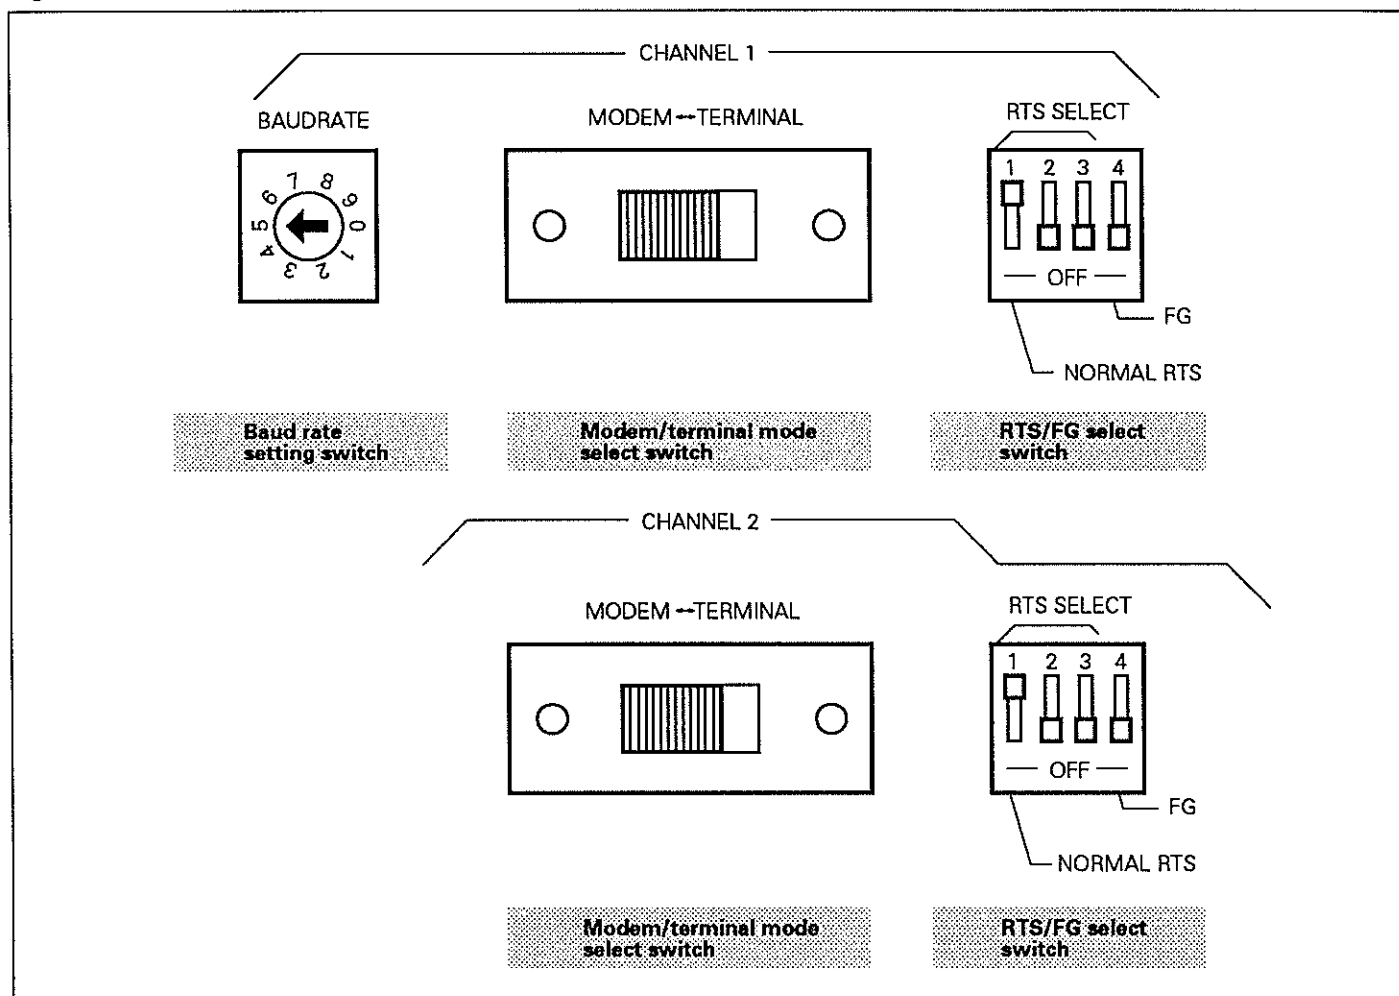 CHANNEL 1
BAUDRATE
MODEM ↔ TERMINAL
RTS SELECT
7 8
6 9
5 0
4 1
3 2
1 2 3 4
OFF
FG
NORMAL RTS
Baud rate
setting switch
Modem/terminal mode
select switch
RTS/FG select
switch
CHANNEL 2
MODEM ↔ TERMINAL
RTS SELECT
1 2 3 4
OFF
FG
NORMAL RTS
Modem/terminal mode
select switch
RTS/FG select
switch